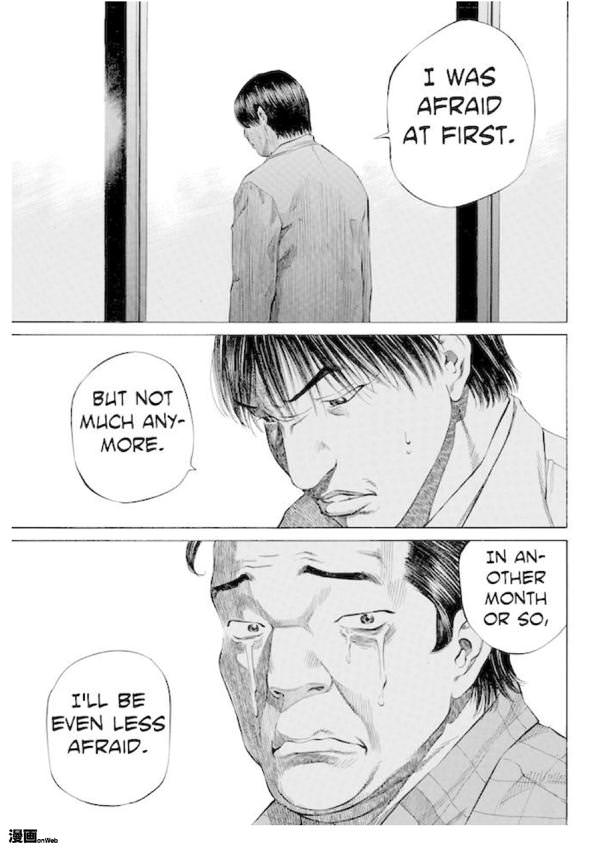 I WAS
AFRAID
AT FIRST.
BUT NOT
MUCH ANY-
MORE.
IN AN-
OTHER
MONTH
OR SO,
I'LL BE
EVEN LESS
AFRAID.
漫画onWeb